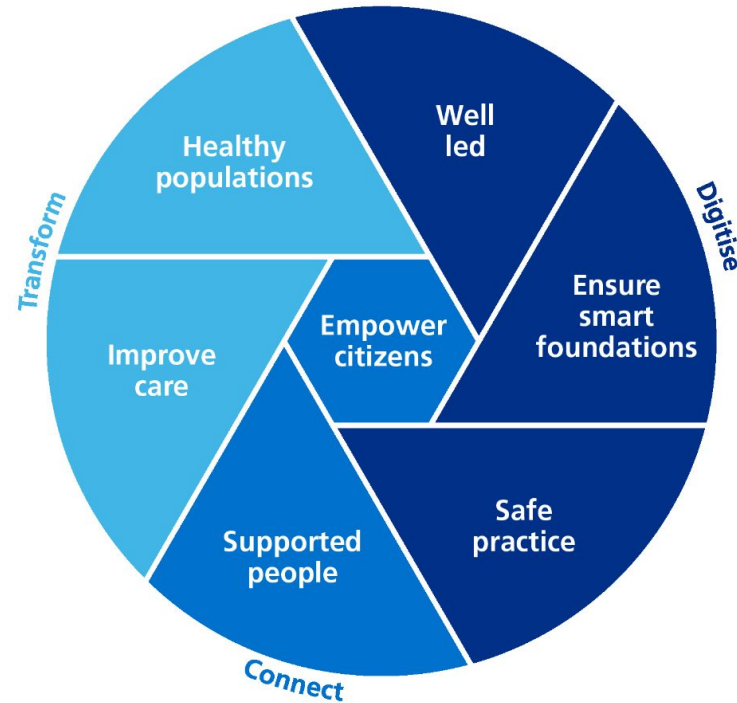 Well
led
Healthy
populations
Digitise
Transform
Ensure
smart
foundations
Empower
citizens
Improve
care
Safe
practice
Supported
people
Connect